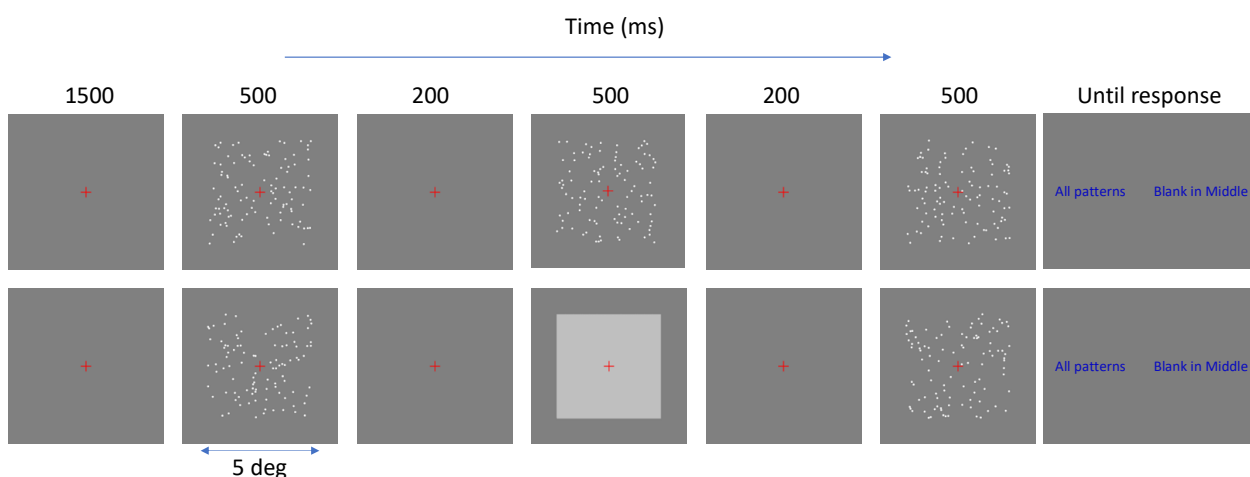 Time (ms)
1500 500 200 500 200 500 Until response
All patterns Blank in Middle
All patterns Blank in Middle
5 deg